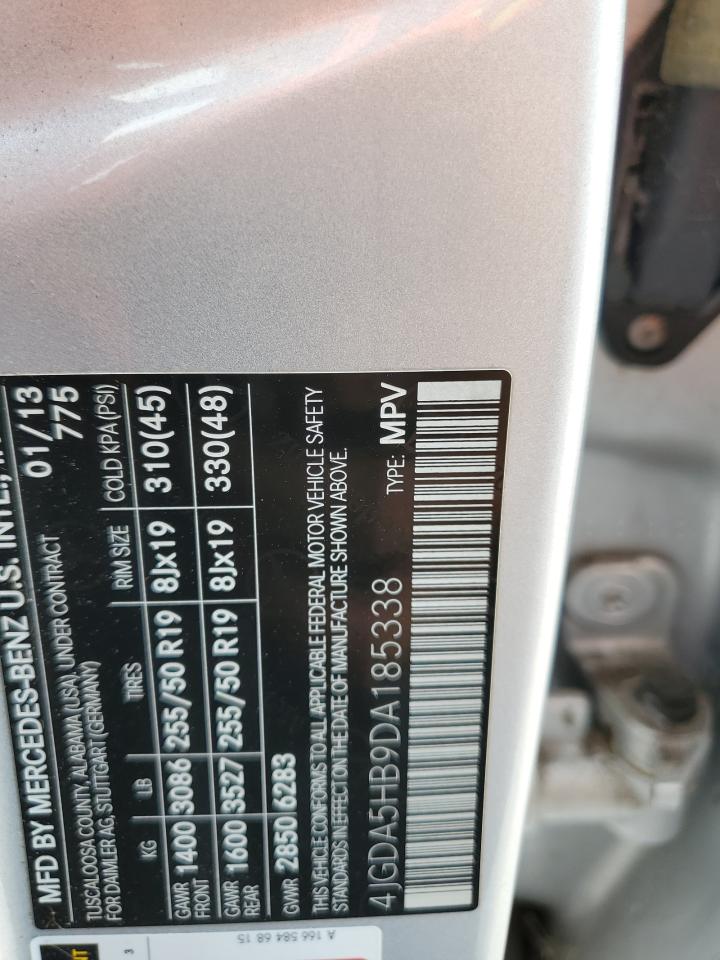 MFD BY MERCEDES-BENZ U.S. INTL.,
TUSCALOOSA COUNTY, ALABAMA (USA), UNDER CONTRACT 01/13
FOR DAIMLER AG, STUTTGART (GERMANY) 775
KG LB TIRES RIM SIZE COLD KPA (PSI)
GAWR FRONT 1400 3086 255/50 R19 8Jx19 310(45)
GAWR REAR 1600 3527 255/50 R19 8Jx19 330(48)
GVWR 2850 6283
THIS VEHICLE CONFORMS TO ALL APPLICABLE FEDERAL MOTOR VEHICLE SAFETY
STANDARDS IN EFFECT ON THE DATE OF MANUFACTURE SHOWN ABOVE.
4JGDA5HB9DA185338 TYPE: MPV
A 166 584 68 15
3